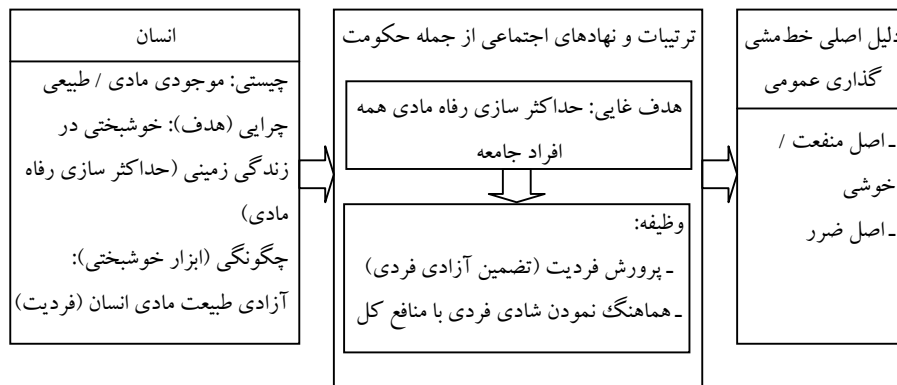 انسان
چیستی: موجودی مادی / طبیعی
چرایی (هدف): خوشبختی در
زندگی زمینی (حداکثر سازی رفاه
مادی)
چگونگی (ابزار خوشبختی):
آزادی طبیعت مادی انسان (فردیت)
ترتیبات و نهادهای اجتماعی از جمله حکومت
هدف غایی: حداکثر سازی رفاه مادی همه
افراد جامعه
وظیفه:
ـ پرورش فردیت (تضمین آزادی فردی)
ـ هماهنگ نمودن شادی فردی با منافع کل
دلیل اصلی خط‌مشی
گذاری عمومی
ـ اصل منفعت /
خوشی
ـ اصل ضرر